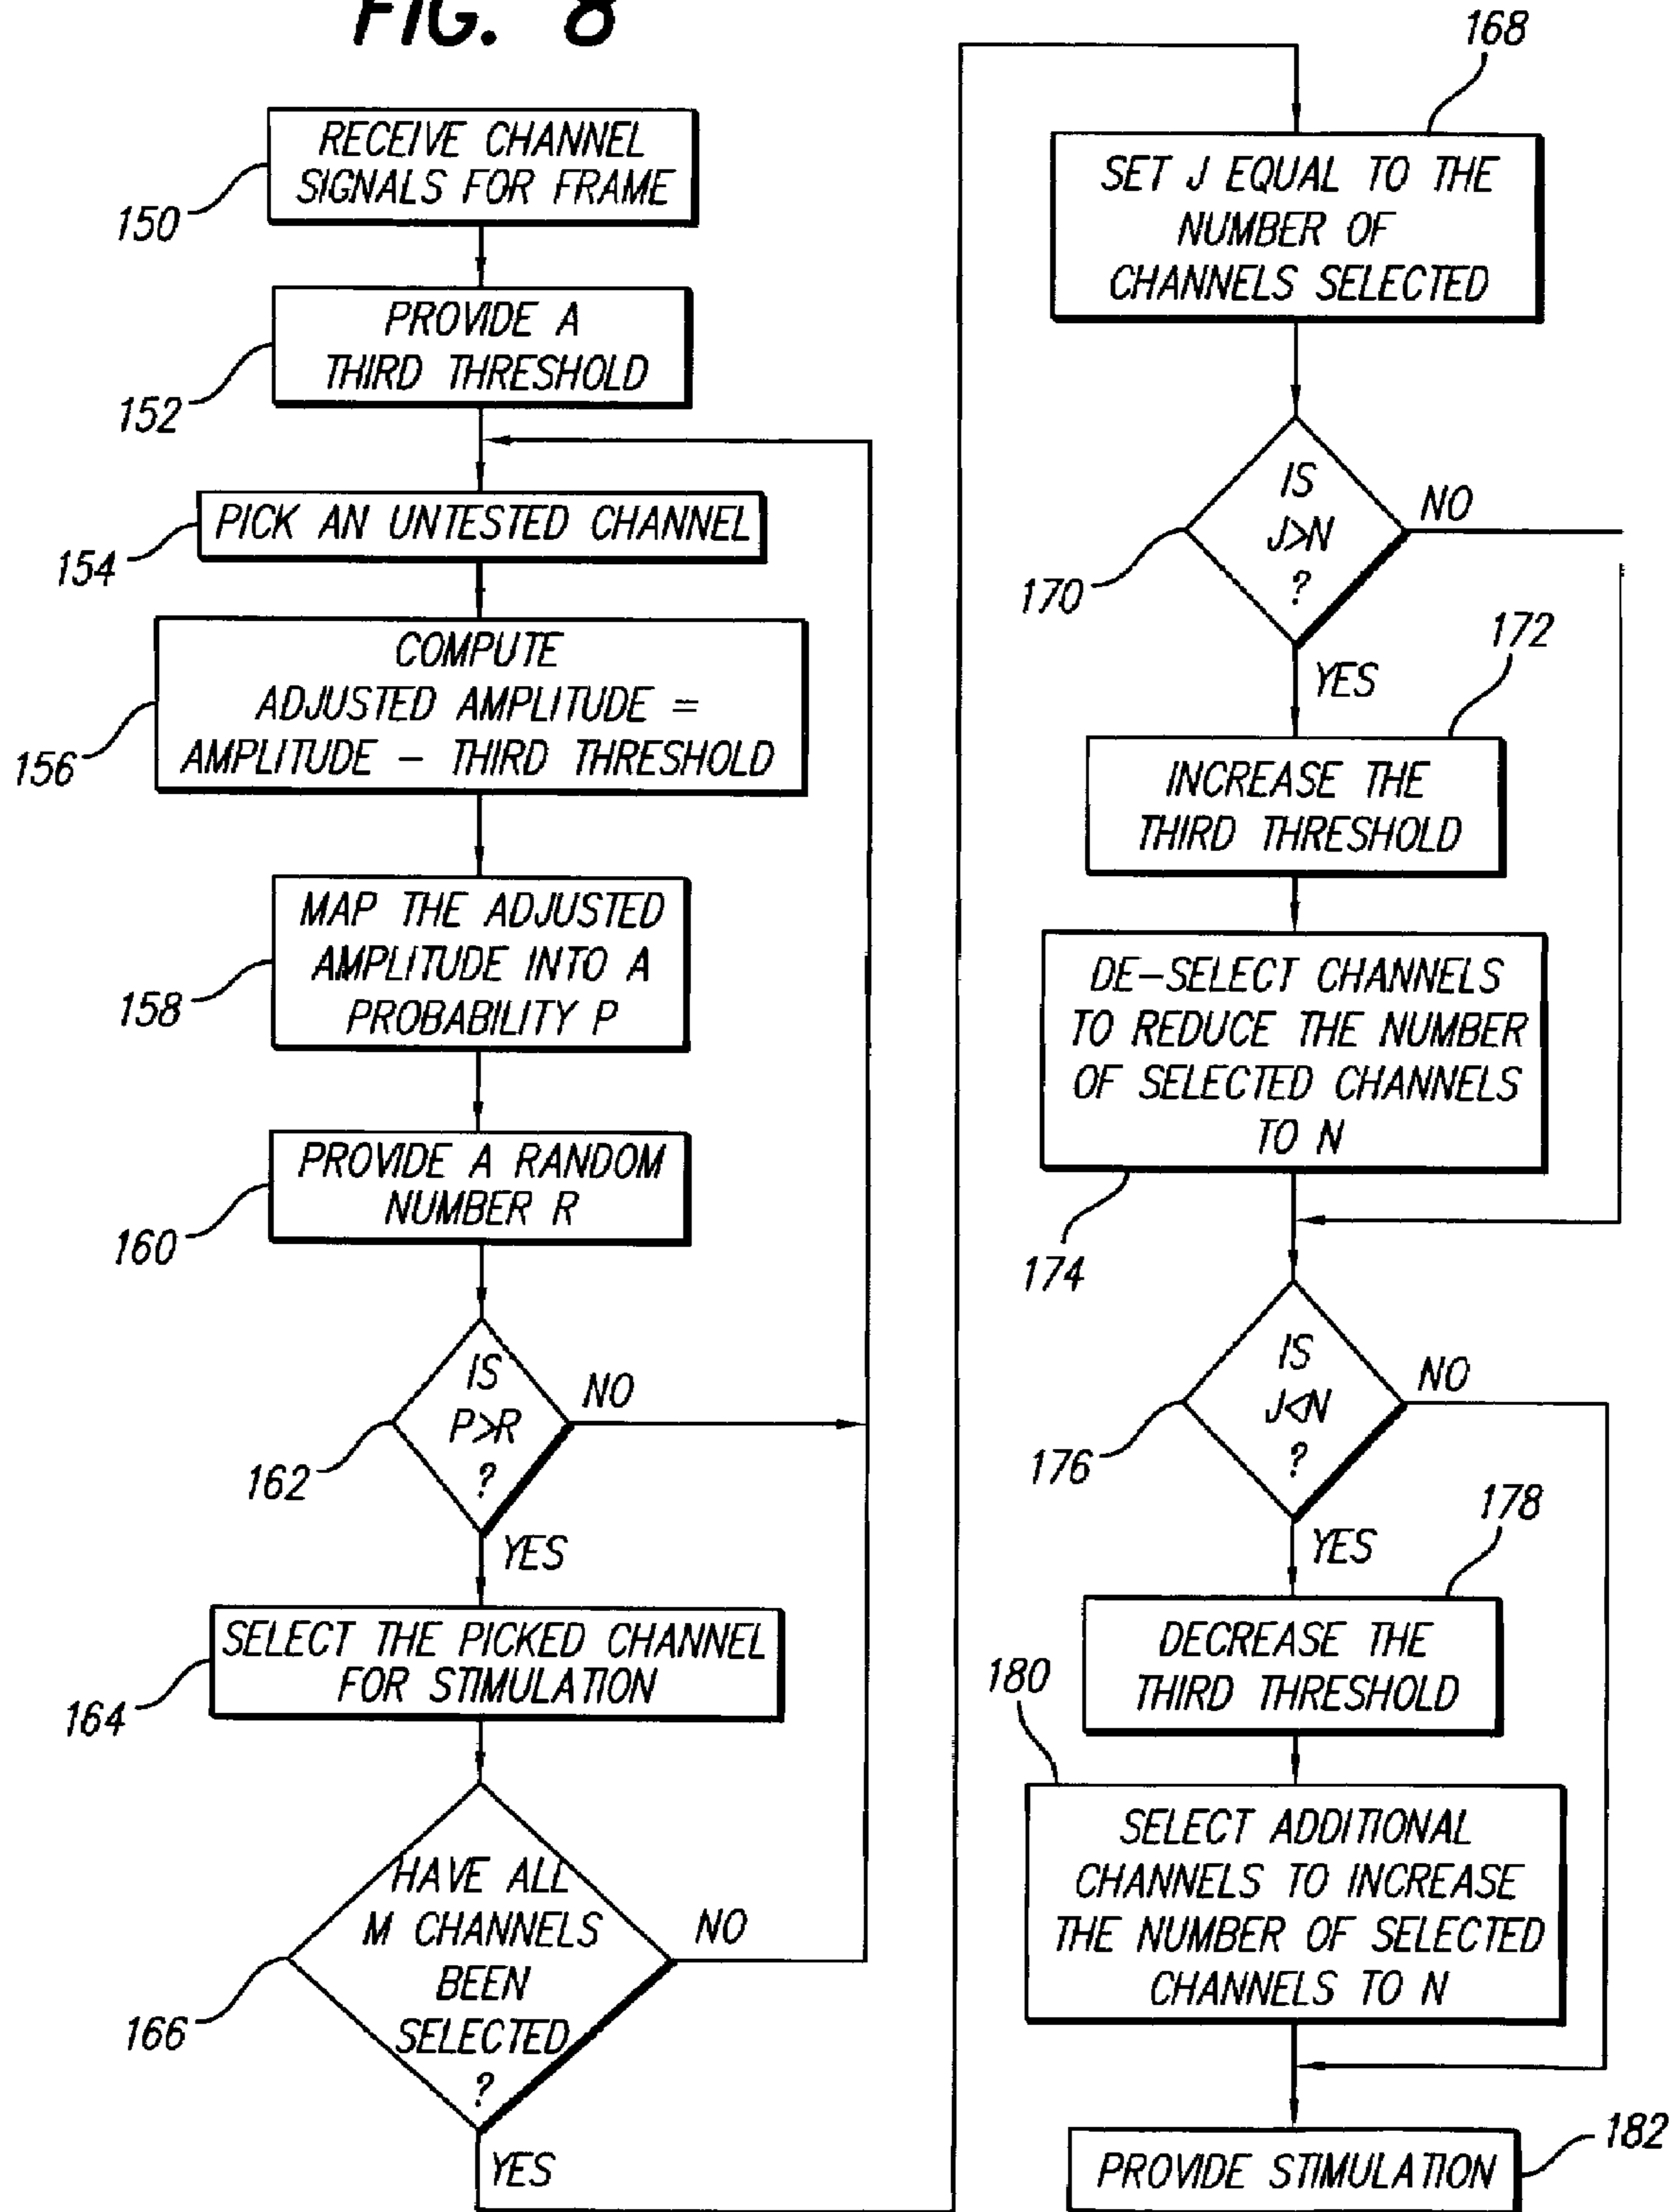 FIG. 8
RECEIVE CHANNEL
SIGNALS FOR FRAME
150
PROVIDE A
THIRD THRESHOLD
152
PICK AN UNTESTED CHANNEL
154
COMPUTE
ADJUSTED AMPLITUDE =
AMPLITUDE – THIRD THRESHOLD
156
MAP THE ADJUSTED
AMPLITUDE INTO A
PROBABILITY P
158
PROVIDE A RANDOM
NUMBER R
160
IS
P>R
?
NO
162
YES
SELECT THE PICKED CHANNEL
FOR STIMULATION
164
HAVE ALL
M CHANNELS
BEEN
SELECTED
?
NO
166
YES
168
SET J EQUAL TO THE
NUMBER OF
CHANNELS SELECTED
IS
J>N
?
NO
170
YES
172
INCREASE THE
THIRD THRESHOLD
DE–SELECT CHANNELS
TO REDUCE THE NUMBER
OF SELECTED CHANNELS
TO N
174
IS
J<N
?
NO
176
YES
178
DECREASE THE
THIRD THRESHOLD
180
SELECT ADDITIONAL
CHANNELS TO INCREASE
THE NUMBER OF SELECTED
CHANNELS TO N
182
PROVIDE STIMULATION